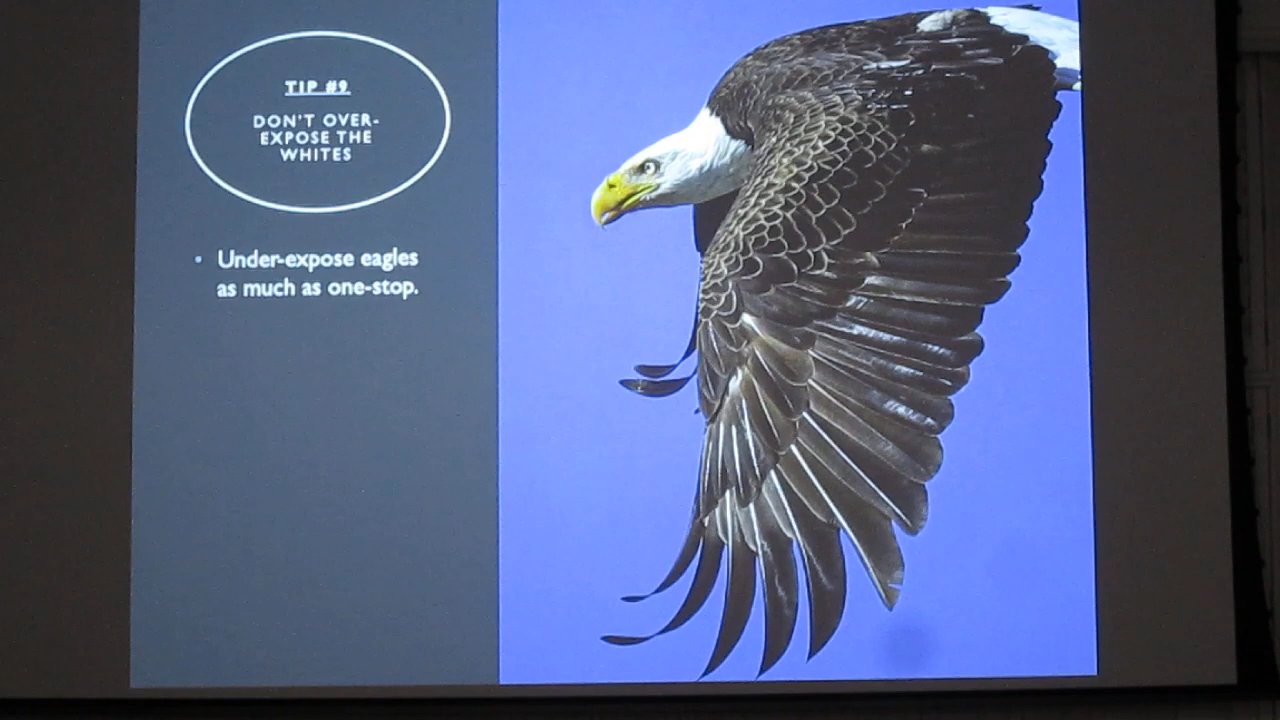 TIP #9
DON'T OVER-
EXPOSE THE
WHITES
• Under-expose eagles
as much as one-stop.